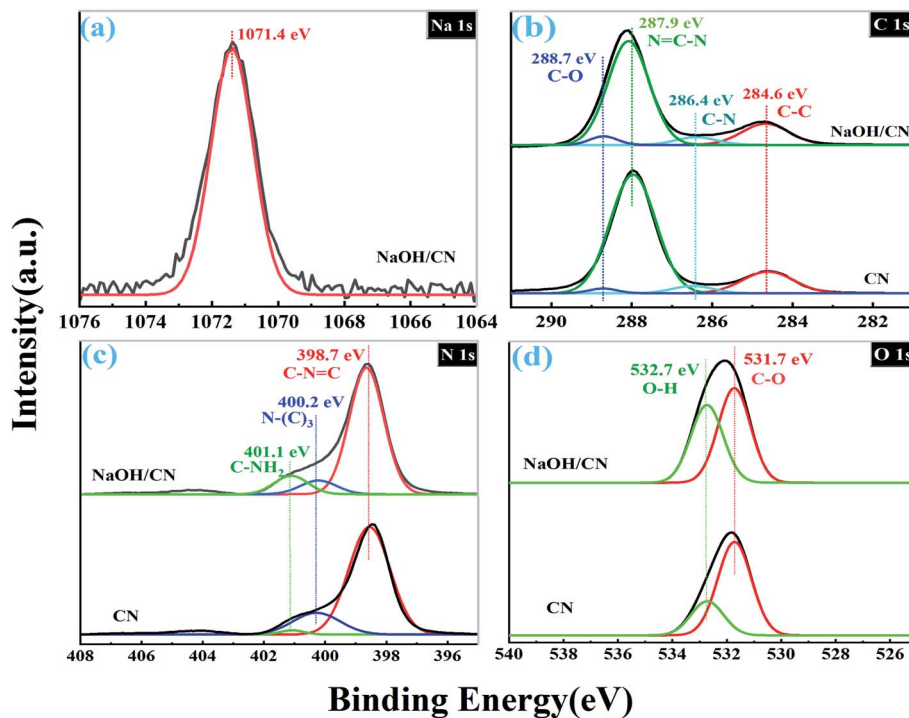 (a)
Na 1s
1071.4 eV
NaOH/CN
1076 1074 1072 1070 1068 1066 1064
(b)
C 1s
287.9 eV
N=C-N
288.7 eV
C-O
286.4 eV
C-N
284.6 eV
C-C
NaOH/CN
CN
290 288 286 284 282
Intensity(a.u.)
(c)
N 1s
398.7 eV
C-N=C
400.2 eV
N-(C)₃
401.1 eV
C-NH₂
NaOH/CN
CN
408 406 404 402 400 398 396
(d)
O 1s
532.7 eV
O-H
531.7 eV
C-O
NaOH/CN
CN
540 538 536 534 532 530 528 526
Binding Energy(eV)